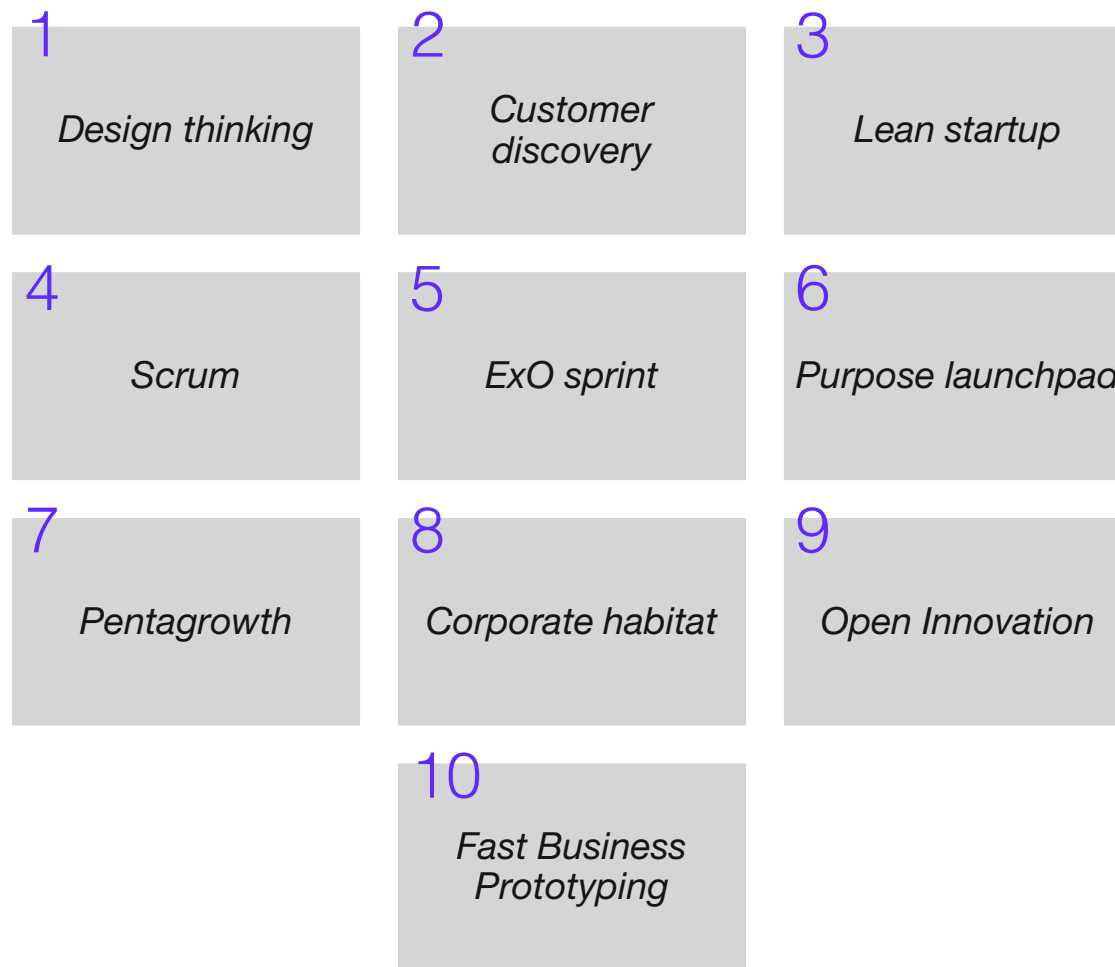 1
Design thinking
2
Customer
discovery
3
Lean startup
4
Scrum
5
ExO sprint
6
Purpose launchpad
7
Pentagrowth
8
Corporate habitat
9
Open Innovation
10
Fast Business
Prototyping